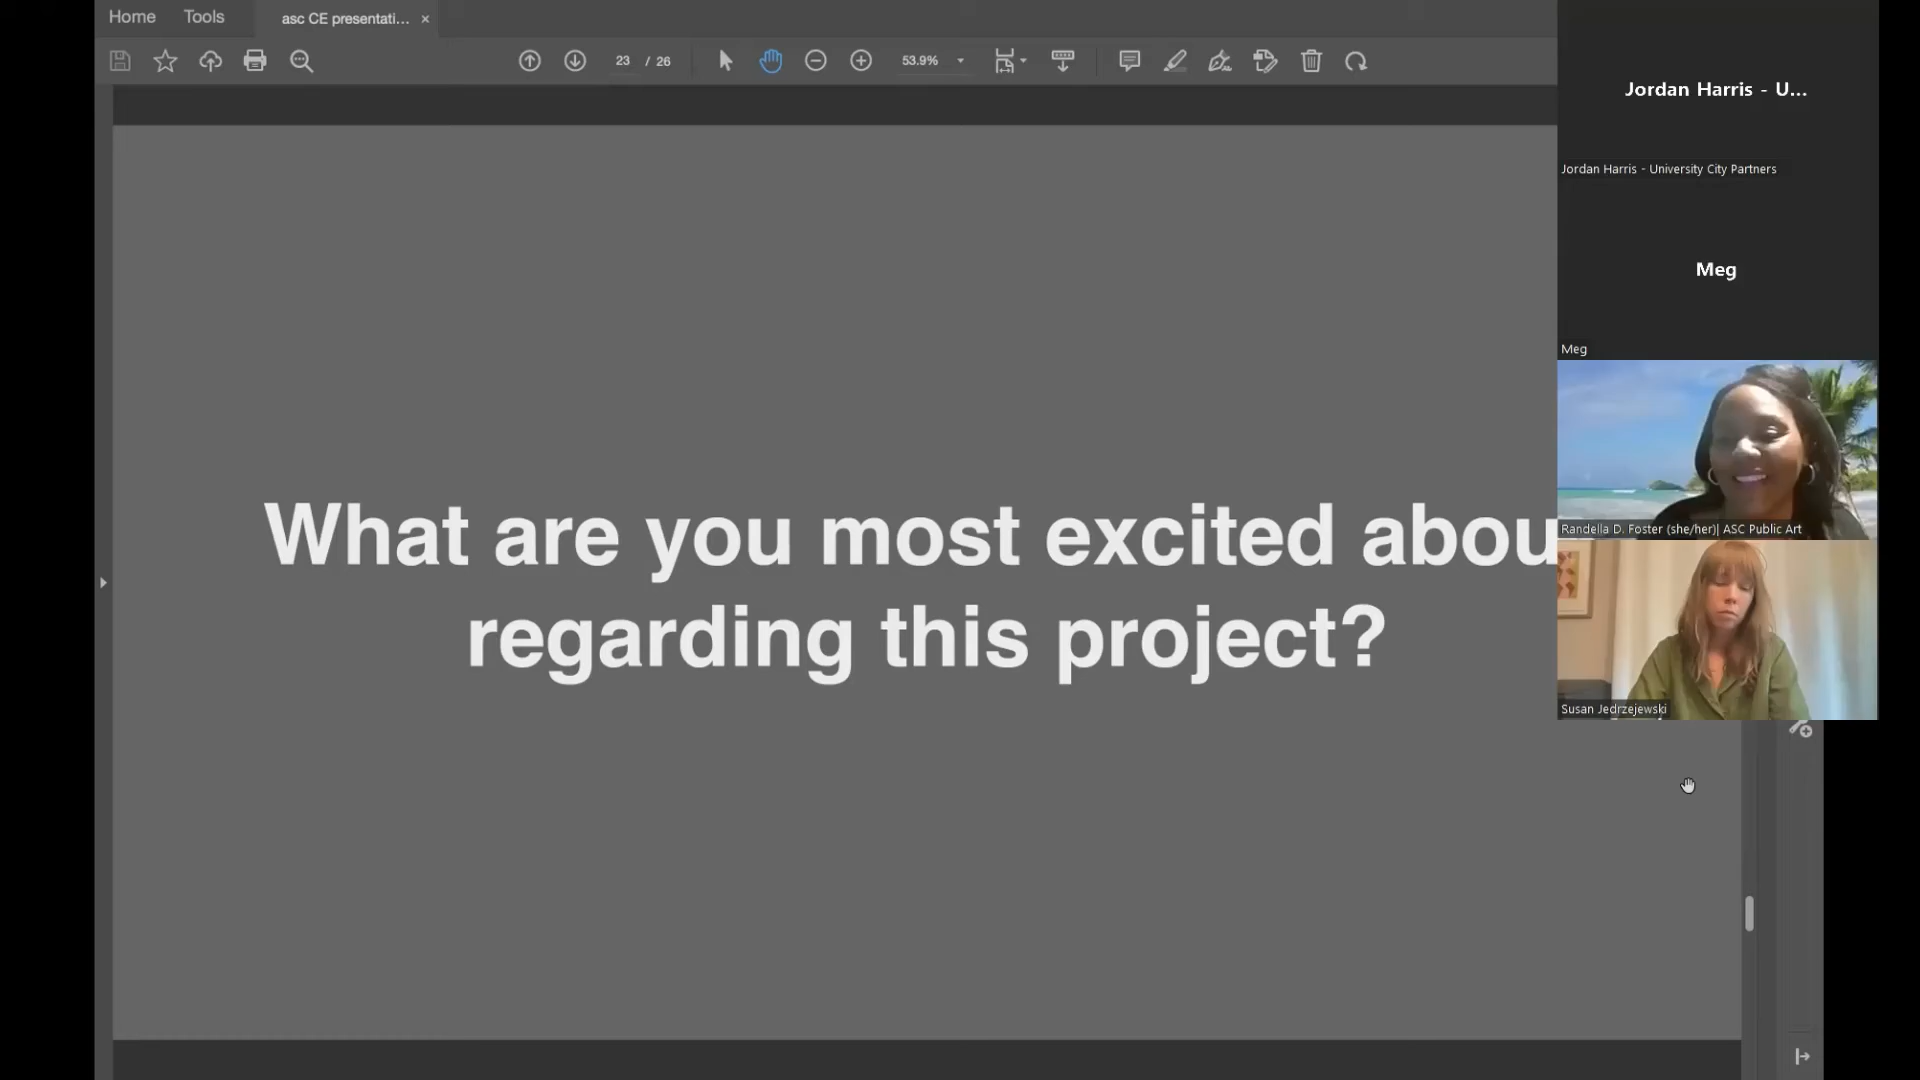 Home
Tools
asc CE presentati...
23 / 26
53.9%
What are you most excited abou
regarding this project?
Jordan Harris - U...
Jordan Harris - University City Partners
Meg
Meg
Randella D. Foster (she/her)| ASC Public Art
Susan Jedrzejewski